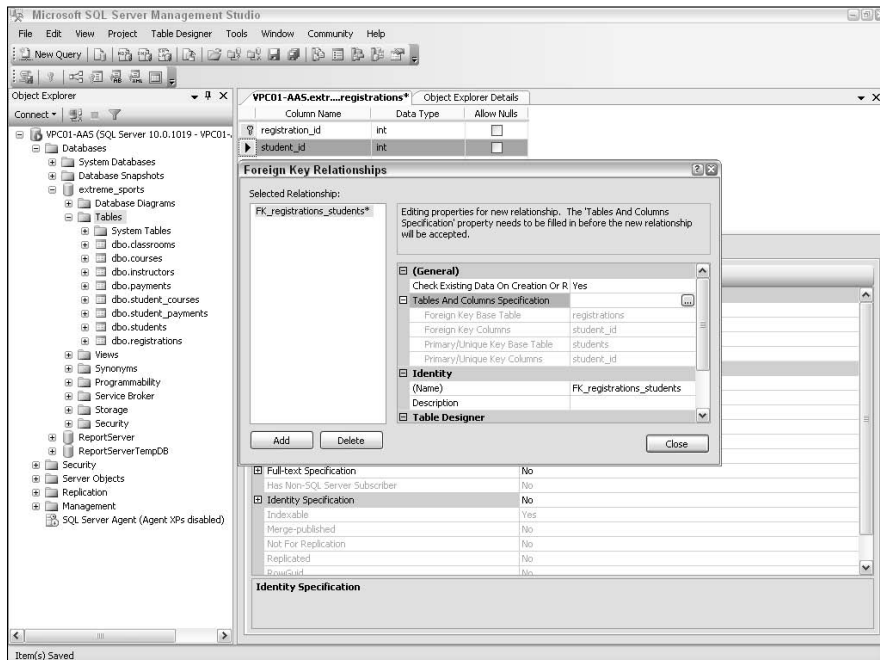 Microsoft SQL Server Management Studio
File Edit View Project Table Designer Tools Window Community Help
New Query
Object Explorer
Connect
VPC01-AAS (SQL Server 10.0.1019 - VPC01-
Databases
System Databases
Database Snapshots
extreme_sports
Database Diagrams
Tables
System Tables
dbo.classrooms
dbo.courses
dbo.instructors
dbo.payments
dbo.student_courses
dbo.student_payments
dbo.students
dbo.registrations
Views
Synonyms
Programmability
Service Broker
Storage
Security
ReportServer
ReportServerTempDB
Security
Server Objects
Replication
Management
SQL Server Agent (Agent XPs disabled)
VPC01-AAS.extr....registrations* Object Explorer Details
Column Name Data Type Allow Nulls
registration_id int
student_id int
Foreign Key Relationships
Selected Relationship:
FK_registrations_students*
Editing properties for new relationship. The 'Tables And Columns
Specification' property needs to be filled in before the new relationship
will be accepted.
(General)
Check Existing Data On Creation Or R Yes
Tables And Columns Specification ...
Foreign Key Base Table registrations
Foreign Key Columns student_id
Primary/Unique Key Base Table students
Primary/Unique Key Columns student_id
Identity
(Name) FK_registrations_students
Description
Table Designer
Add Delete Close
Full-text Specification No
Has Non-SQL Server Subscriber No
Identity Specification No
Indexable Yes
Merge-published No
Not For Replication No
Replicated No
RowGuid No
Identity Specification
Item(s) Saved